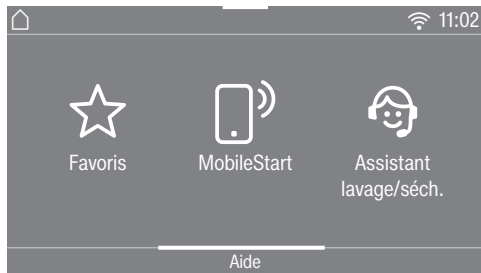 11:02
Favoris
MobileStart
Assistant
lavage/séch.
Aide